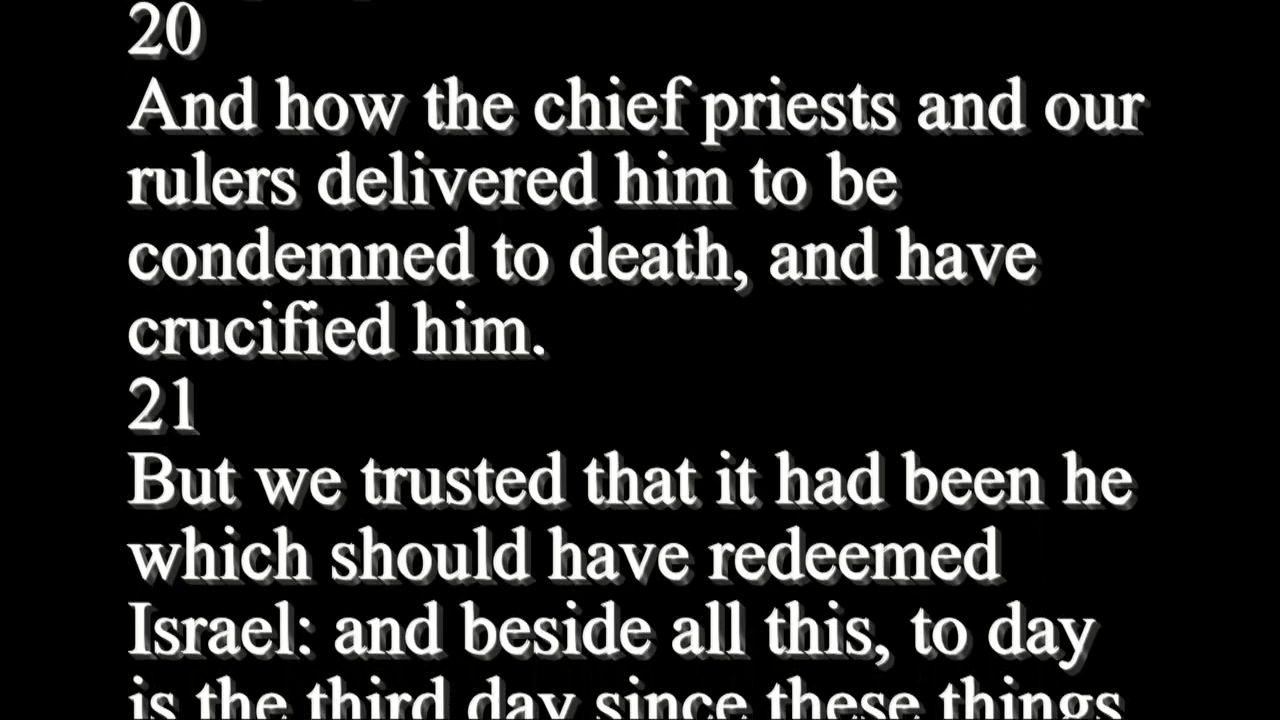 20
And how the chief priests and our
rulers delivered him to be
condemned to death, and have
crucified him.
21
But we trusted that it had been he
which should have redeemed
Israel: and beside all this, to day
is the third day since these things